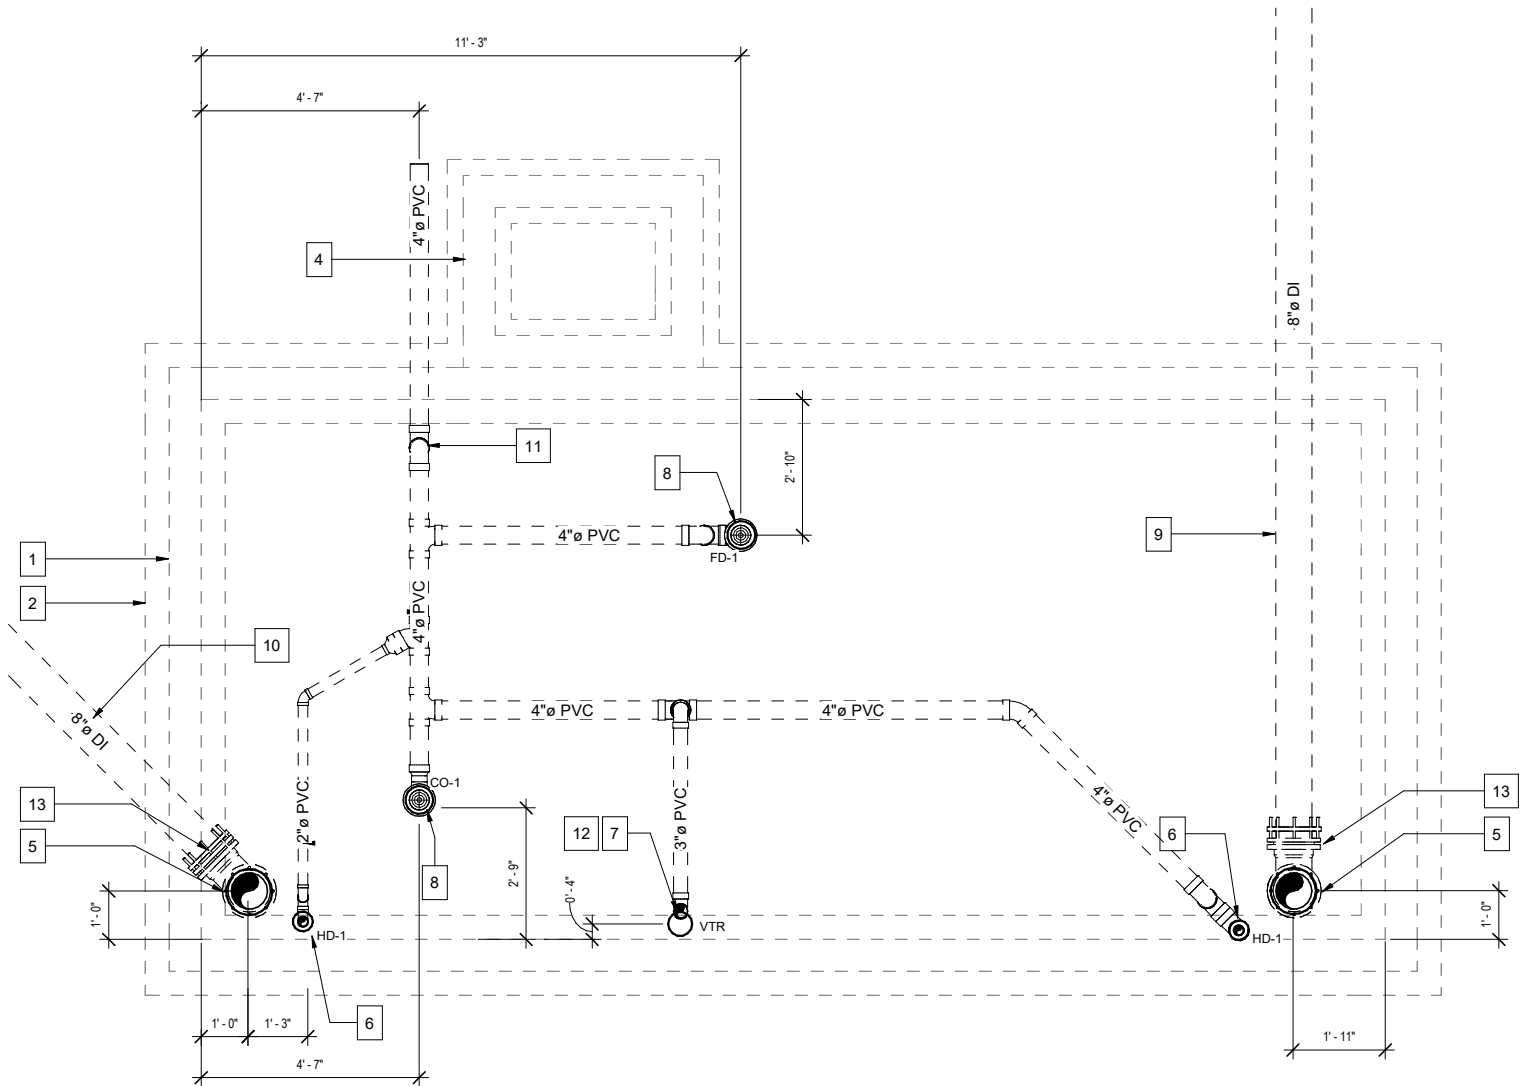 11' - 3"
4' - 7"
4"ø PVC
4
8"ø DI
11
8
2' - 10"
9
4"ø PVC
FD-1
1
2
4"ø PVC
10
8"ø DI
4"ø PVC
4"ø PVC
CO-1
2"ø PVC
3"ø PVC
4"ø PVC
13
13
12
7
6
5
5
8
2' - 9"
0' - 4"
1' - 0"
1' - 0"
HD-1
VTR
HD-1
1' - 0"
1' - 3"
6
1' - 11"
4' - 7"